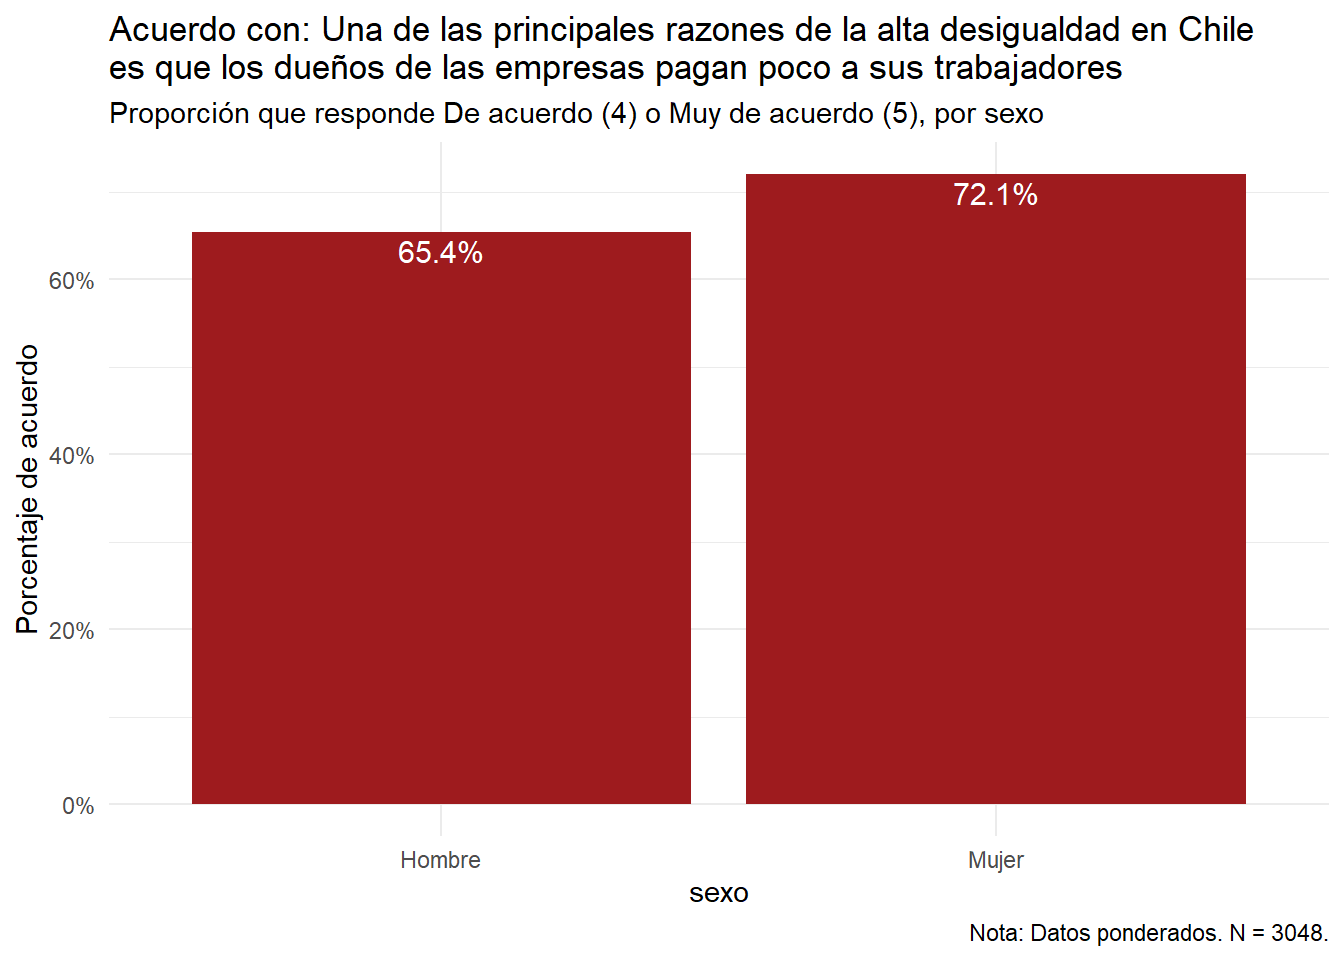 Acuerdo con: Una de las principales razones de la alta desigualdad en Chile
es que los dueños de las empresas pagan poco a sus trabajadores
Proporción que responde De acuerdo (4) o Muy de acuerdo (5), por sexo
Porcentaje de acuerdo
60%
40%
20%
0%
65.4%
72.1%
Hombre
Mujer
sexo
Nota: Datos ponderados. N = 3048.